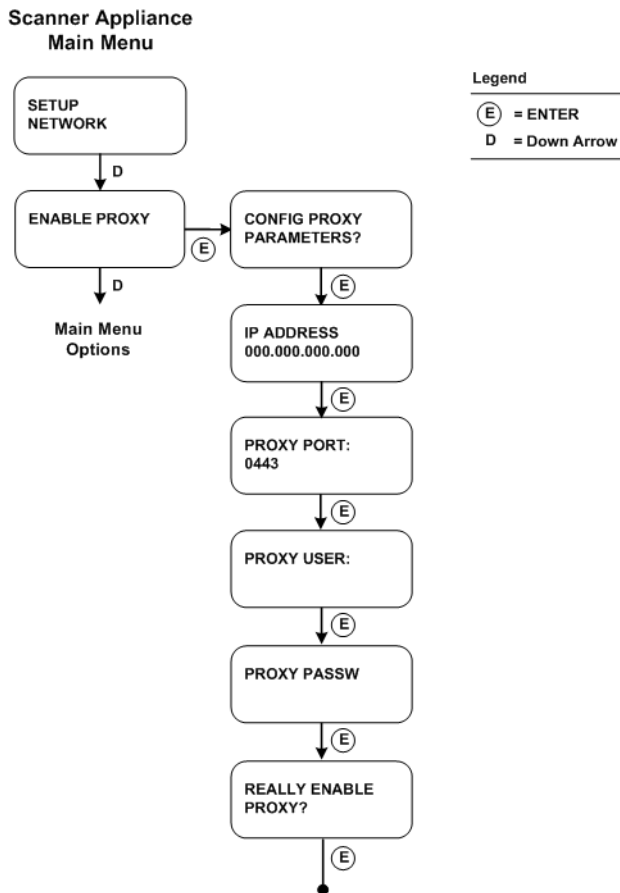 Scanner Appliance
Main Menu
Legend
E = ENTER
D = Down Arrow
SETUP
NETWORK
D
ENABLE PROXY
E
CONFIG PROXY
PARAMETERS?
D
E
Main Menu
Options
IP ADDRESS
000.000.000.000
E
PROXY PORT:
0443
E
PROXY USER:
E
PROXY PASSW
E
REALLY ENABLE
PROXY?
E